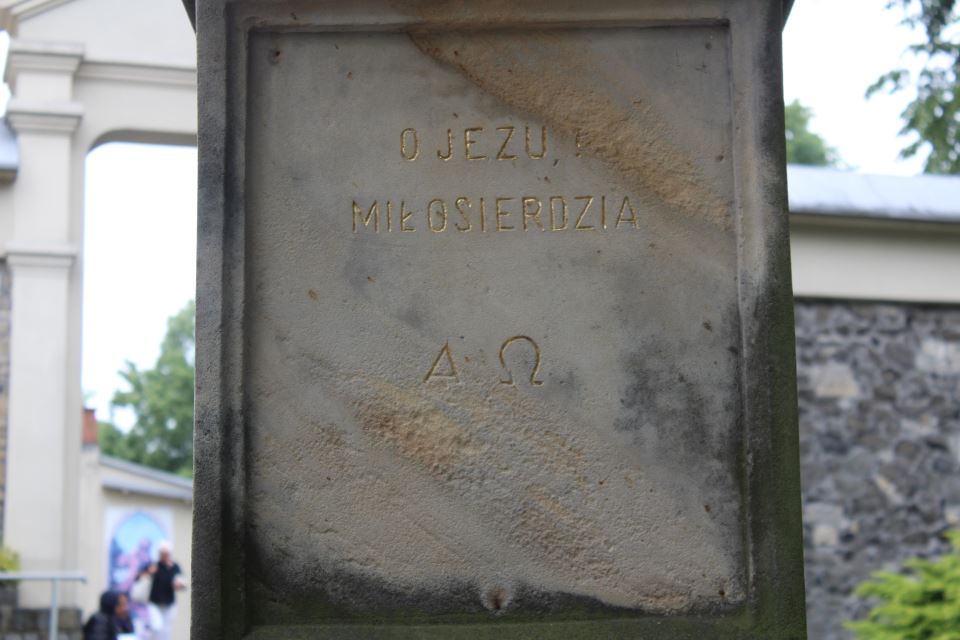 O JEZU,
MIŁOSIERDZIA
Α Ω